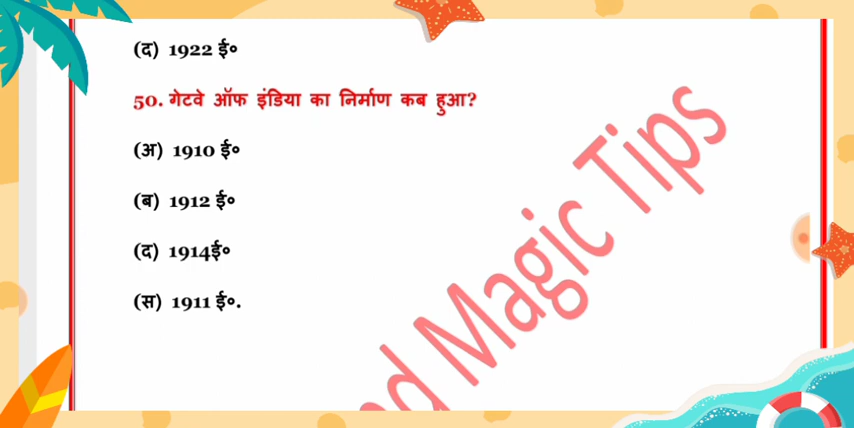 (द) 1922 ई०
50. गेटवे ऑफ इंडिया का निर्माण कब हुआ?
(अ) 1910 ई०
(ब) 1912 ई०
(द) 1914ई०
(स) 1911 ई०.
Magic Tips